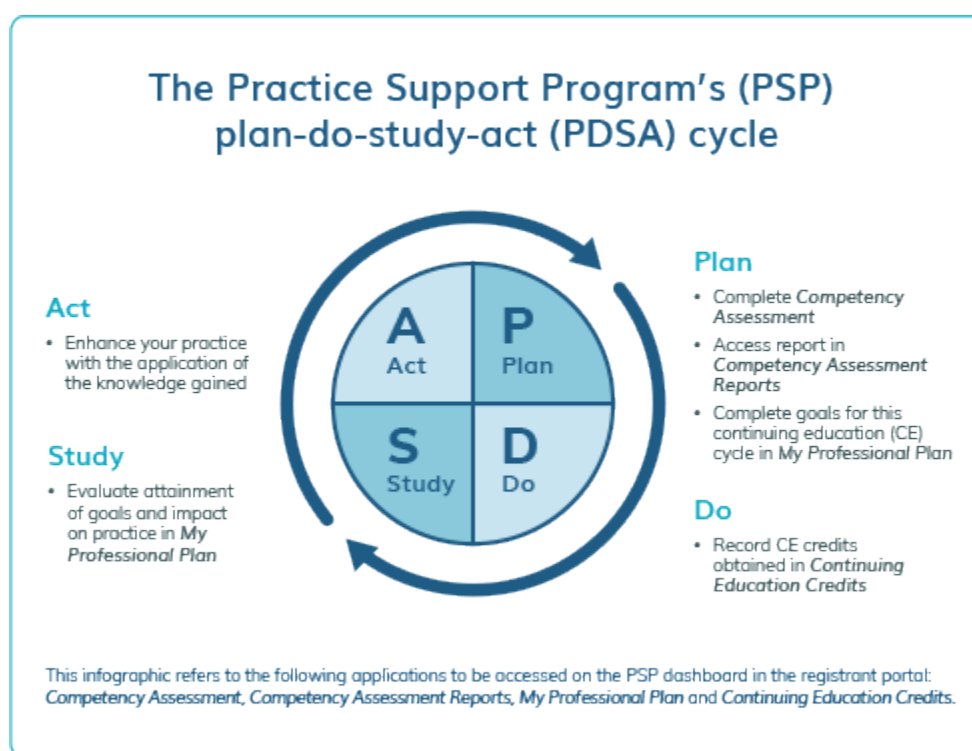 The Practice Support Program's (PSP)
plan-do-study-act (PDSA) cycle
Act
• Enhance your practice
with the application of
the knowledge gained
Study
• Evaluate attainment
of goals and impact
on practice in My
Professional Plan
A
Act
P
Plan
S
Study
D
Do
Plan
• Complete Competency
Assessment
• Access report in
Competency Assessment
Reports
• Complete goals for this
continuing education (CE)
cycle in My Professional Plan
Do
• Record CE credits
obtained in Continuing
Education Credits
This infographic refers to the following applications to be accessed on the PSP dashboard in the registrant portal:
Competency Assessment, Competency Assessment Reports, My Professional Plan and Continuing Education Credits.